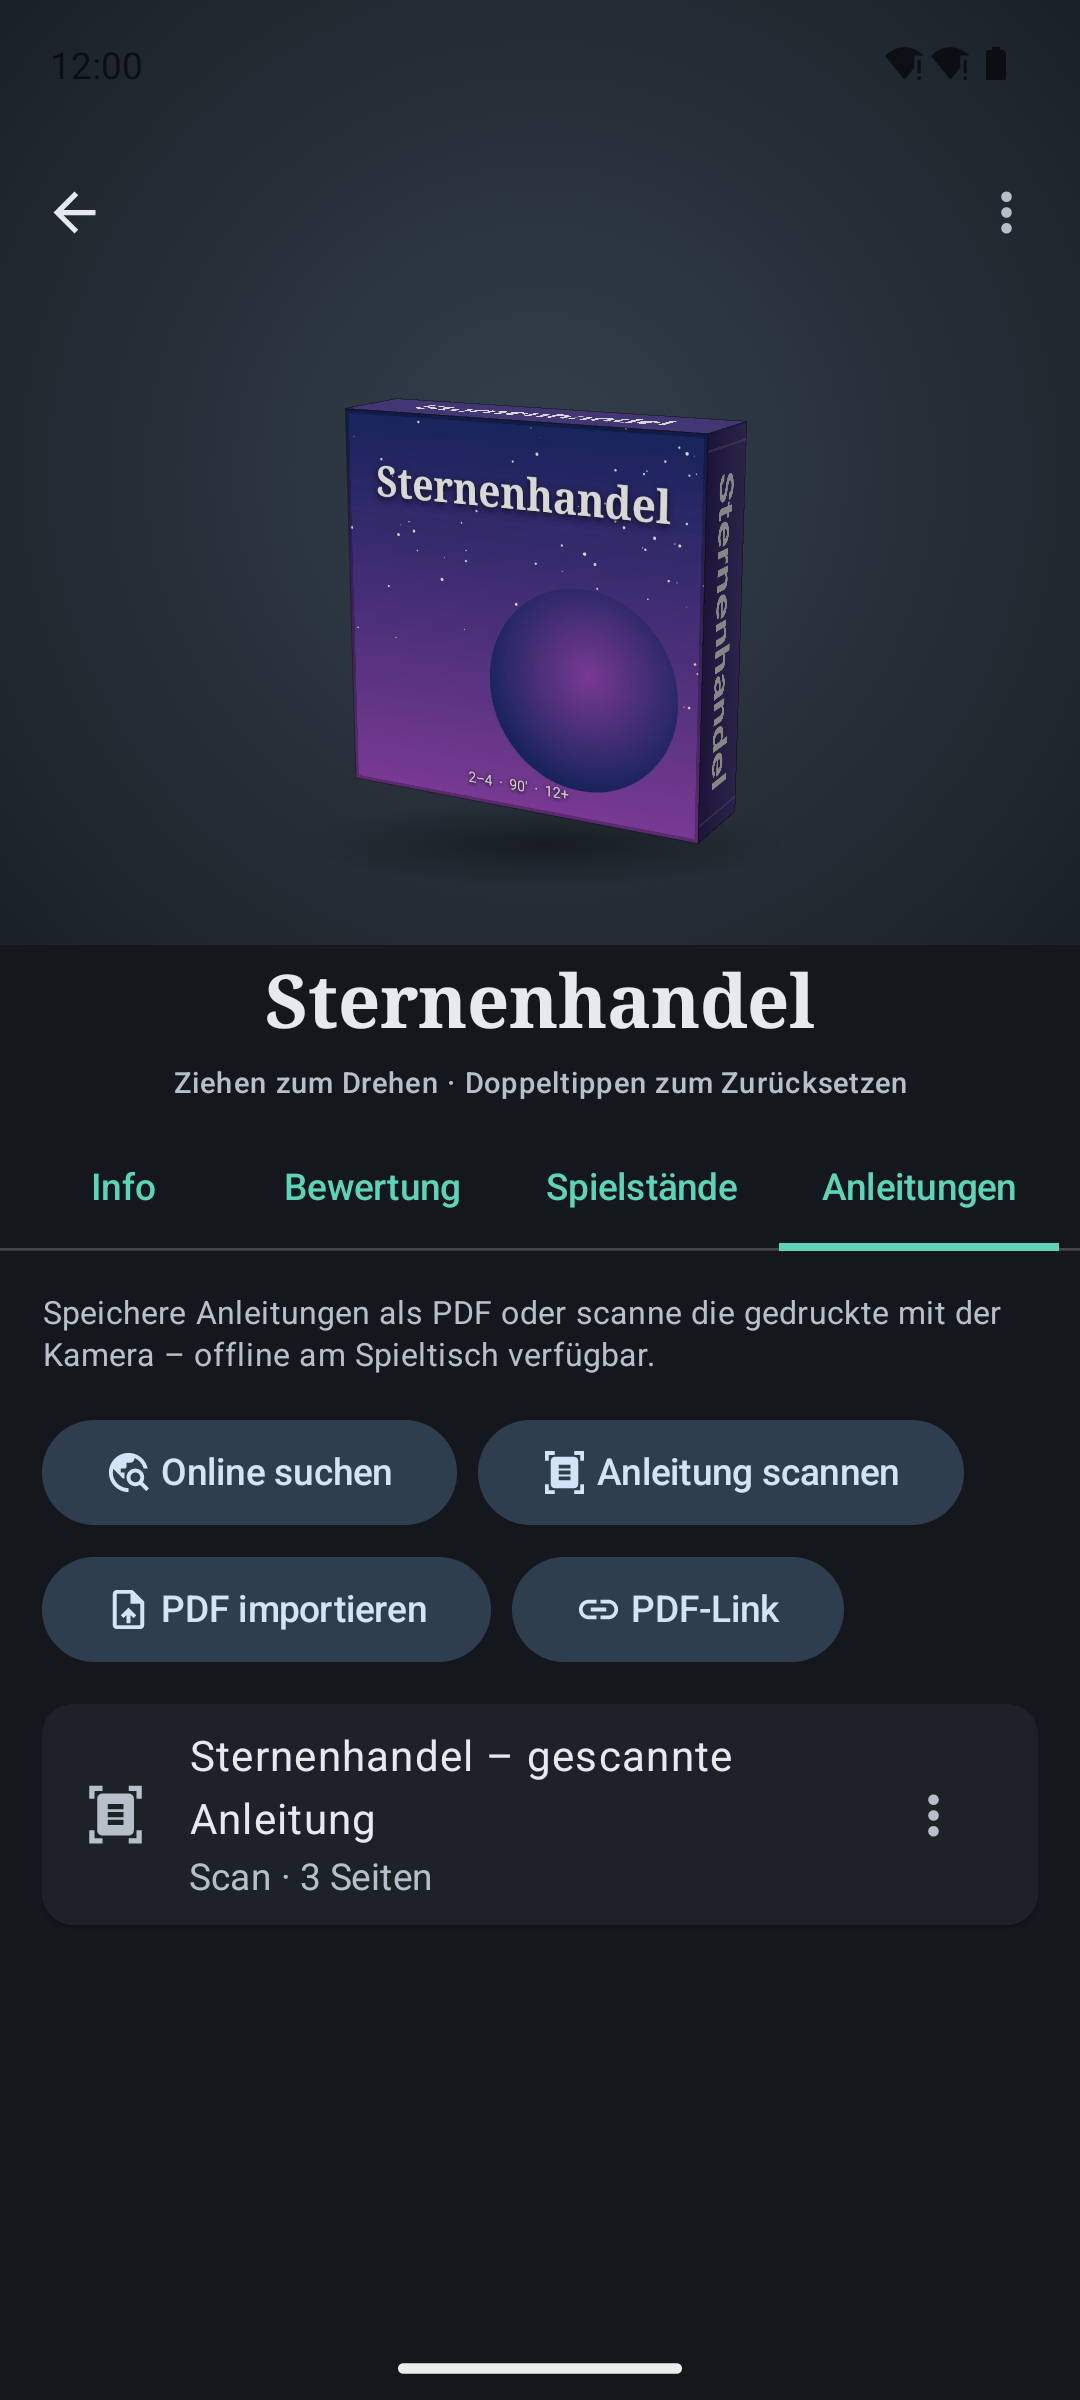 12:00
Sternenhandel
Sternenhandel
Sternenhandel
2–4 · 90' · 12+
Sternenhandel
Ziehen zum Drehen · Doppeltippen zum Zurücksetzen
Info Bewertung Spielstände Anleitungen
Speichere Anleitungen als PDF oder scanne die gedruckte mit der
Kamera – offline am Spieltisch verfügbar.
Online suchen Anleitung scannen
PDF importieren PDF-Link
Sternenhandel – gescannte
Anleitung
Scan · 3 Seiten